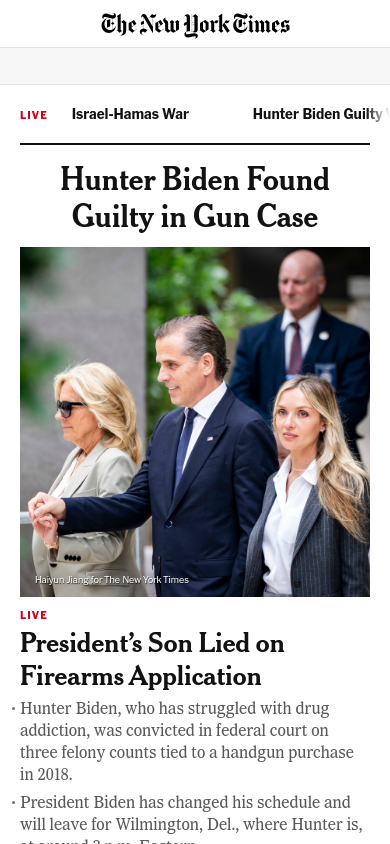 The New York Times
LIVE Israel-Hamas War Hunter Biden Guilty
Hunter Biden Found
Guilty in Gun Case
Haiyun Jiang for The New York Times
LIVE
President’s Son Lied on
Firearms Application
• Hunter Biden, who has struggled with drug
addiction, was convicted in federal court on
three felony counts tied to a handgun purchase
in 2018.
• President Biden has changed his schedule and
will leave for Wilmington, Del., where Hunter is,